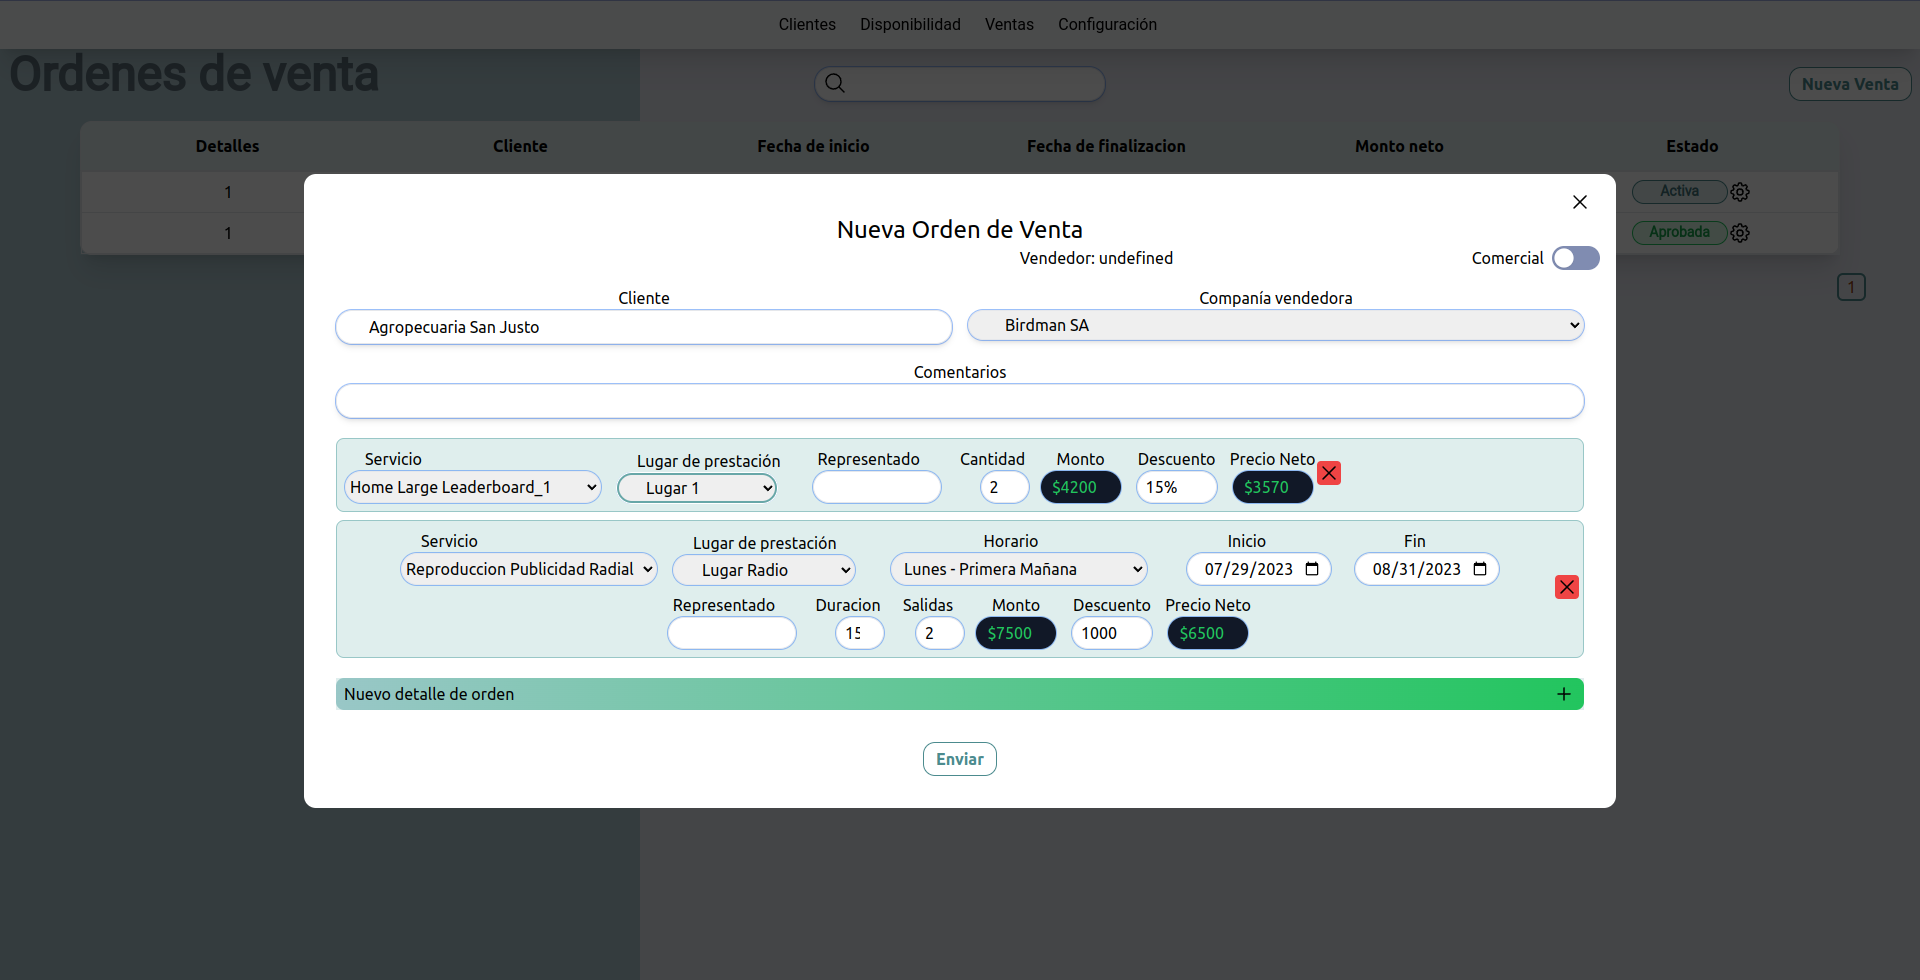 Clientes Disponibilidad Ventas Configuración
Ordenes de venta
Nueva Venta
Detalles Cliente Fecha de inicio Fecha de finalizacion Monto neto Estado
1 Activa
1 Aprobada
1
Nueva Orden de Venta
Vendedor: undefined Comercial
Cliente Compañía vendedora
Agropecuaria San Justo Birdman SA
Comentarios
Servicio Lugar de prestación Representado Cantidad Monto Descuento Precio Neto
Home Large Leaderboard_1 Lugar 1 2 $4200 15% $3570
Servicio Lugar de prestación Horario Inicio Fin
Reproduccion Publicidad Radial Lugar Radio Lunes - Primera Mañana 07/29/2023 08/31/2023
Representado Duracion Salidas Monto Descuento Precio Neto
15 2 $7500 1000 $6500
Nuevo detalle de orden
Enviar